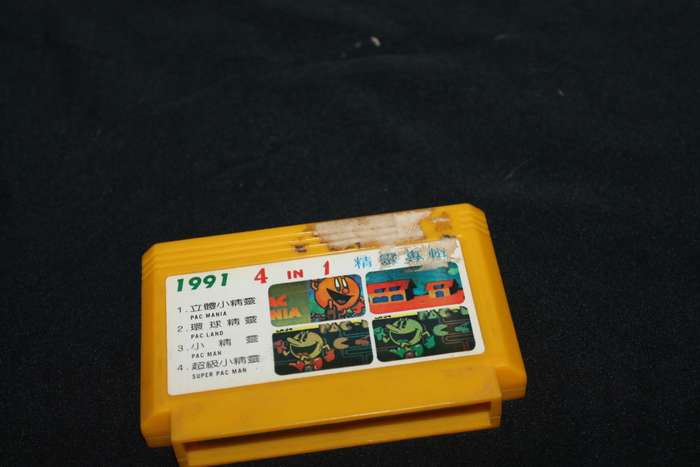 1991 4 IN 1 精靈專輯
1.立體小精靈
PAC MANIA
2.環球精靈
PAC LAND
3.小精靈
PAC MAN
4.超級小精靈
SUPER PAC MAN
PAC
MANIA